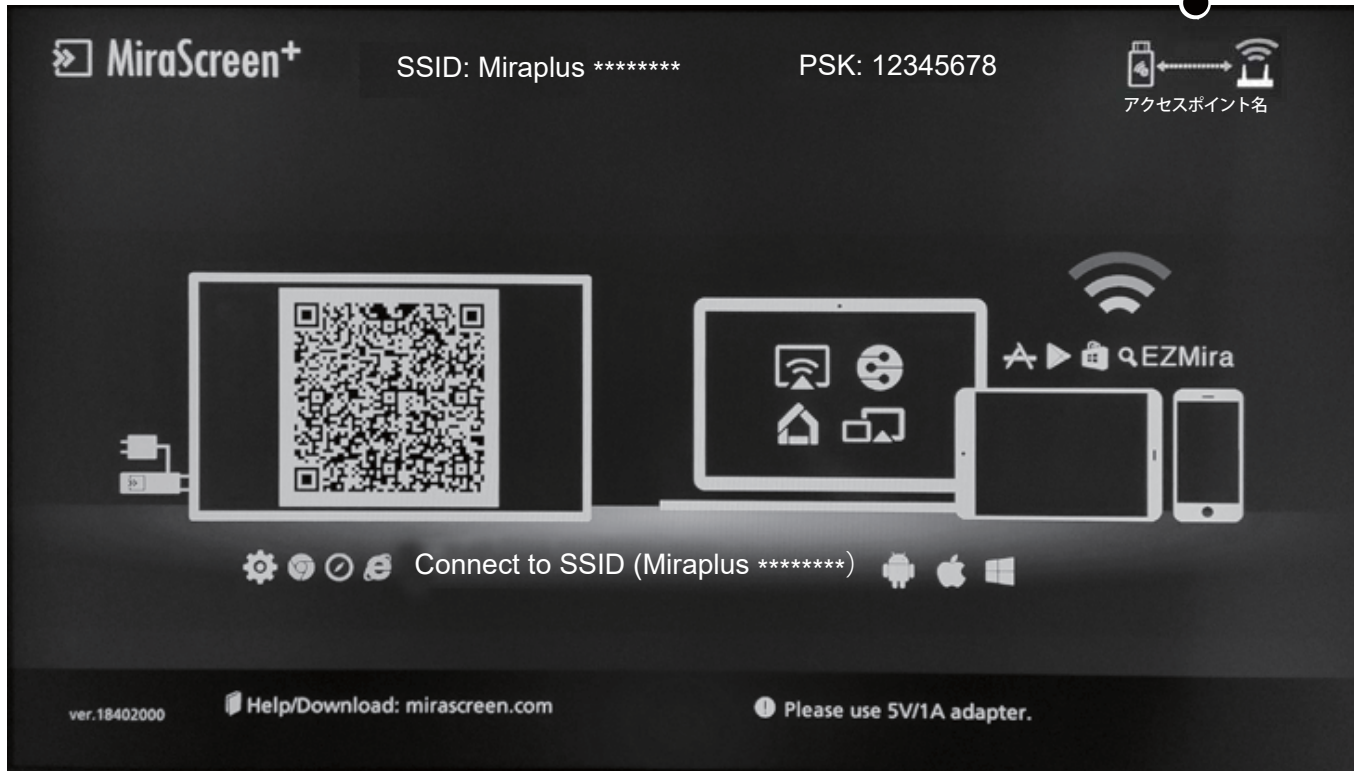 MiraScreen+
SSID: Miraplus ********
PSK: 12345678
アクセスポイント名
EZMira
Connect to SSID (Miraplus ********)
ver.18402000
Help/Download: mirascreen.com
Please use 5V/1A adapter.